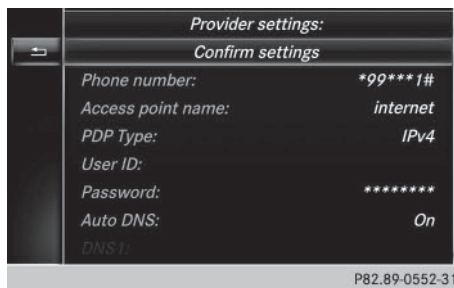 Provider settings:
Confirm settings
Phone number: *99***1#
Access point name: internet
PDP Type: IPv4
User ID:
Password: ********
Auto DNS: On
DNS1:
P82.89-0552-31